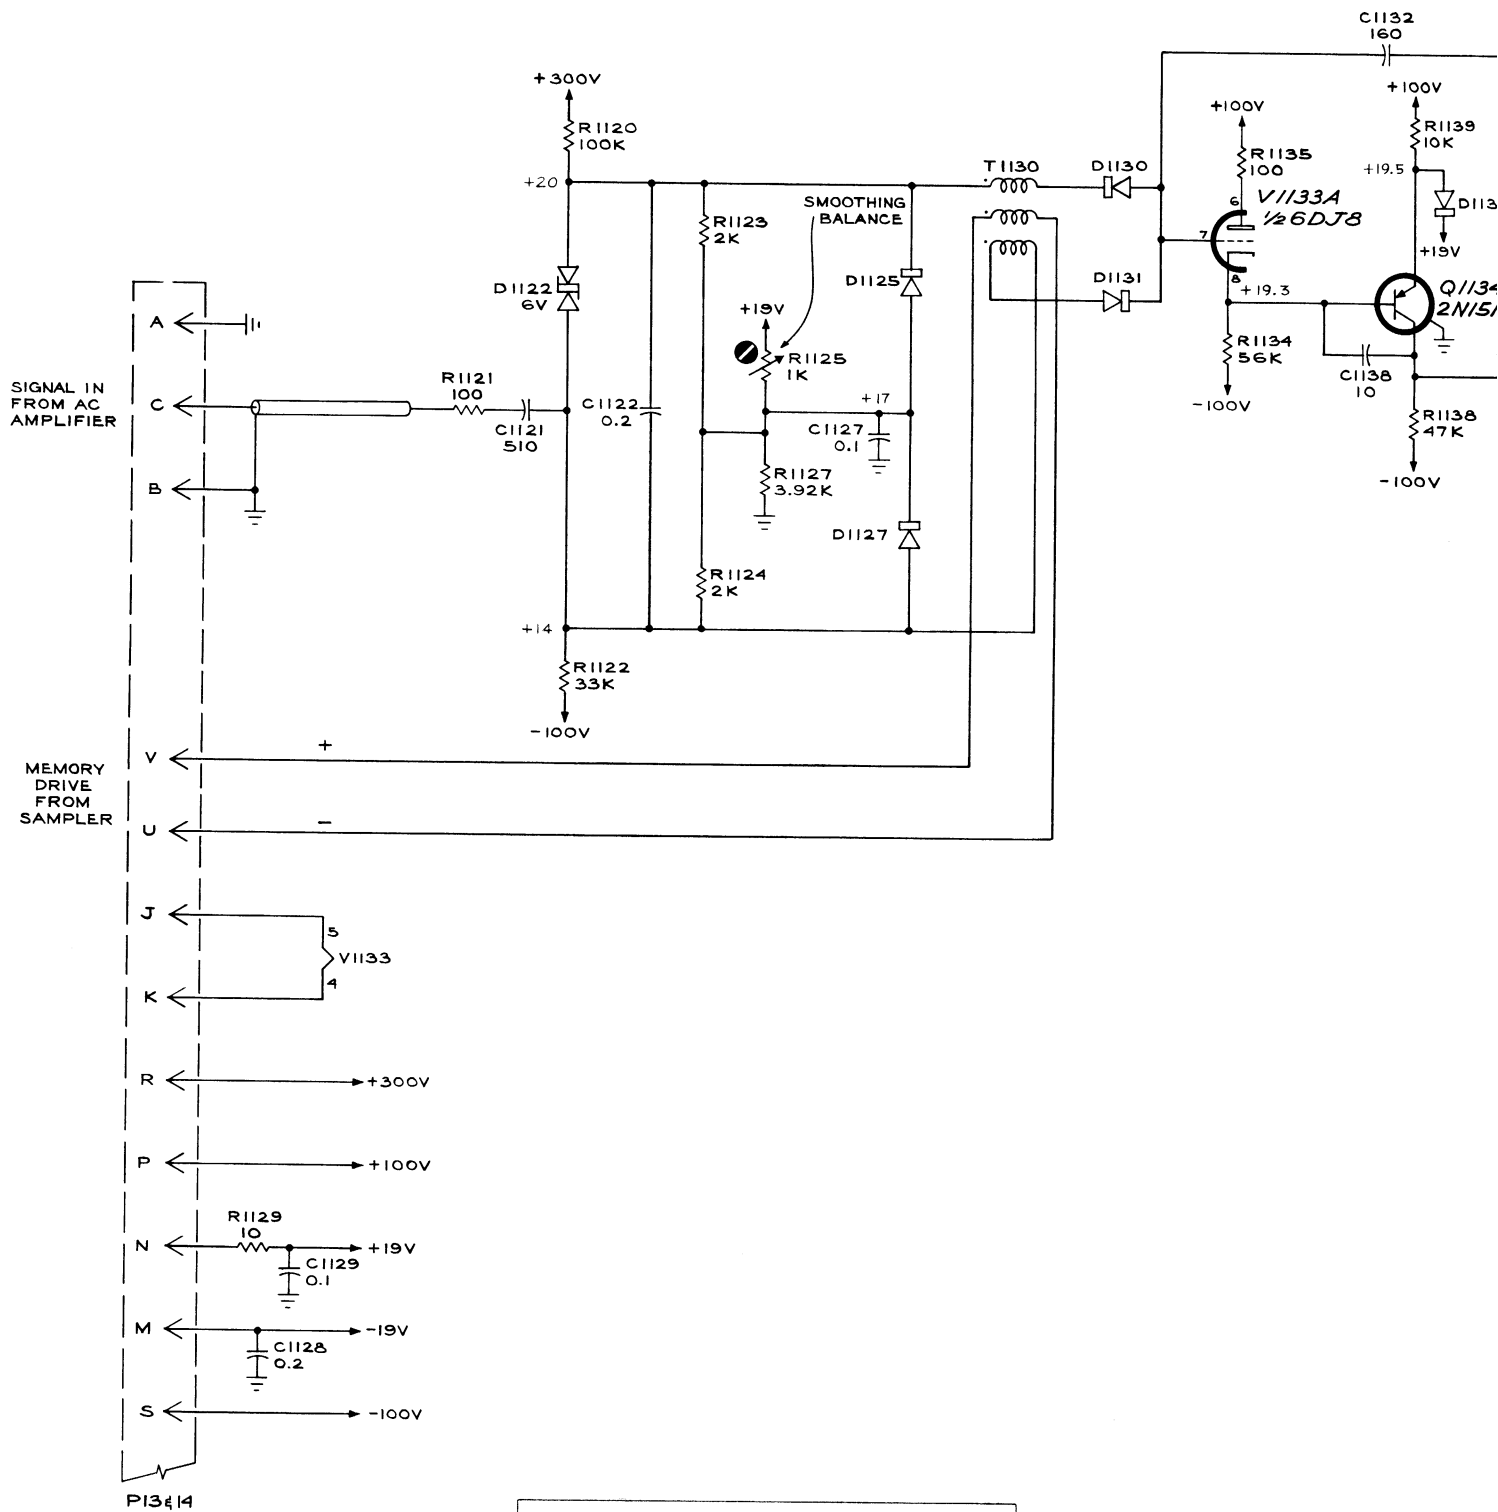 C1132
160
+300V
+100V
+100V
R1120
100K
R1139
10K
R1135
100
+20
T1130
D1130
+19.5
SMOOTHING
BALANCE
6
V1133A
½6DJ8
D113
R1123
2K
7
+19V
D1122
6V
D1125
D1131
8
+19.3
Q1134
+19V
A
R1125
1K
R1134
56K
C1138
10
SIGNAL IN
FROM AC
AMPLIFIER
C
R1121
100
C1121
510
C1122
0.2
+17
C1127
0.1
-100V
R1138
47K
R1127
3.92K
-100V
B
D1127
R1124
2K
+14
R1122
33K
-100V
MEMORY
DRIVE
FROM
SAMPLER
V
+
U
−
J
5
V1133
4
K
R
+300V
P
+100V
R1129
10
N
+19V
C1129
0.1
M
-19V
C1128
0.2
S
-100V
P13&14